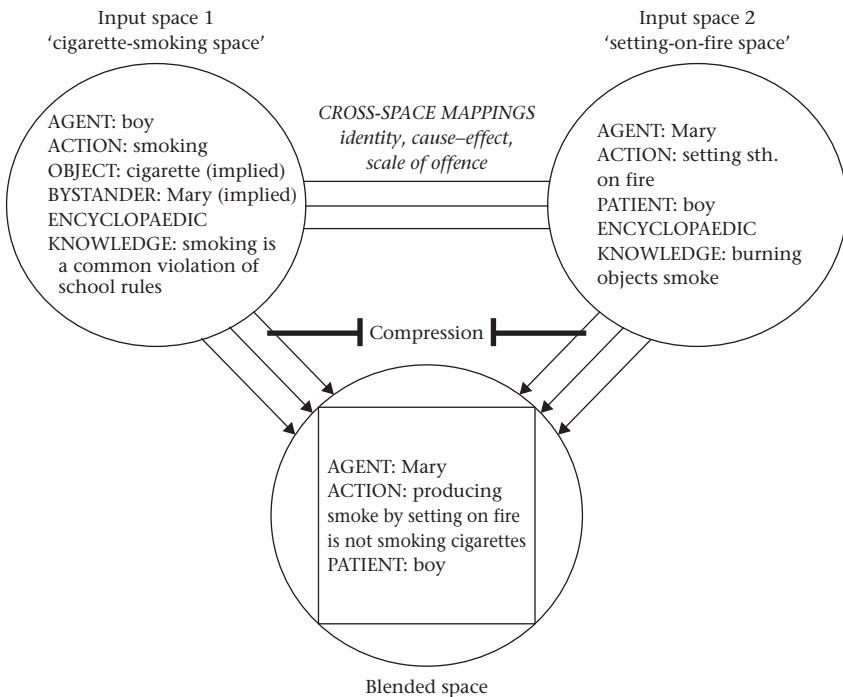 Input space 1
‘cigarette-smoking space’
Input space 2
‘setting-on-fire space’
AGENT: boy
ACTION: smoking
OBJECT: cigarette (implied)
BYSTANDER: Mary (implied)
ENCYCLOPAEDIC
KNOWLEDGE: smoking is
a common violation of
school rules
CROSS-SPACE MAPPINGS
identity, cause–effect,
scale of offence
AGENT: Mary
ACTION: setting sth.
on fire
PATIENT: boy
ENCYCLOPAEDIC
KNOWLEDGE: burning
objects smoke
Compression
AGENT: Mary
ACTION: producing
smoke by setting on fire
is not smoking cigarettes
PATIENT: boy
Blended space